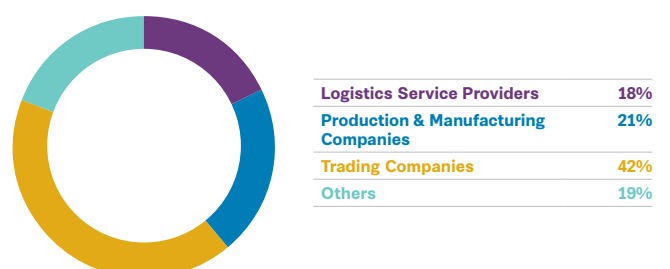 Logistics Service Providers 18%
Production & Manufacturing 21%
Companies
Trading Companies 42%
Others 19%